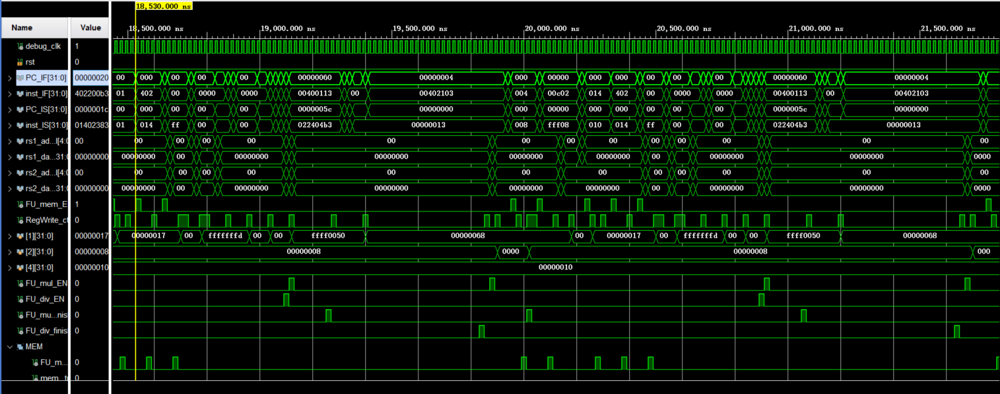 18,530.000 ns
Name Value
18,500.000 ns 19,000.000 ns 19,500.000 ns 20,000.000 ns 20,500.000 ns 21,000.000 ns 21,500.000 ns
debug_clk 1
rst 0
PC_IF[31:0] 00000020 00 000 00 00 00 00000060 00000004 000 00000 000 000 00 00 00 00000060 00000004
inst_IF[31:0] 402200b3 01 402 00 0000 0000 00400113 00 00402103 004 00c02 014 402 00 0000 0000 00400113 00 00402103
PC_IS[31:0] 0000001c 00 000 00 00 00 0000005c 00000000 000 00000 000 000 00 00 00 0000005c 00000000
inst_IS[31:0] 01402383 01 014 ff 00 00 022404b3 00000013 008 fff08 010 014 ff 00 00 022404b3 00000013
rs1_ad...l[4:0 00 00 00 00 00 00 00 00 00 00 00 00 00 00
rs1_da...31:0 00000000 00000000 00 00000000 00000000 00000000 00000000 00 00000000 00000000 0000
rs2_ad...l[4:0 00 00 00 00 00 00 00 00 00 00 00 00 00
rs2_da...31:0 00000000 00000000 00 00000000 00000000 00000000 00000000 00 00000000 00000000 0000
FU_mem_E 1
RegWrite_ct 0
[1][31:0] 00000017 00000017 00 fffffffd 00 00 ffff0050 00000068 00 00000017 00 fffffffd 00 00 ffff0050 00000068
[2][31:0] 00000008 00000008 0000 00000008 000
[4][31:0] 00000010 00000010
FU_mul_EN 0
FU_div_EN 0
FU_mu...nis 0
FU_div_finis 0
MEM
FU_m... 0
mem_tr 0